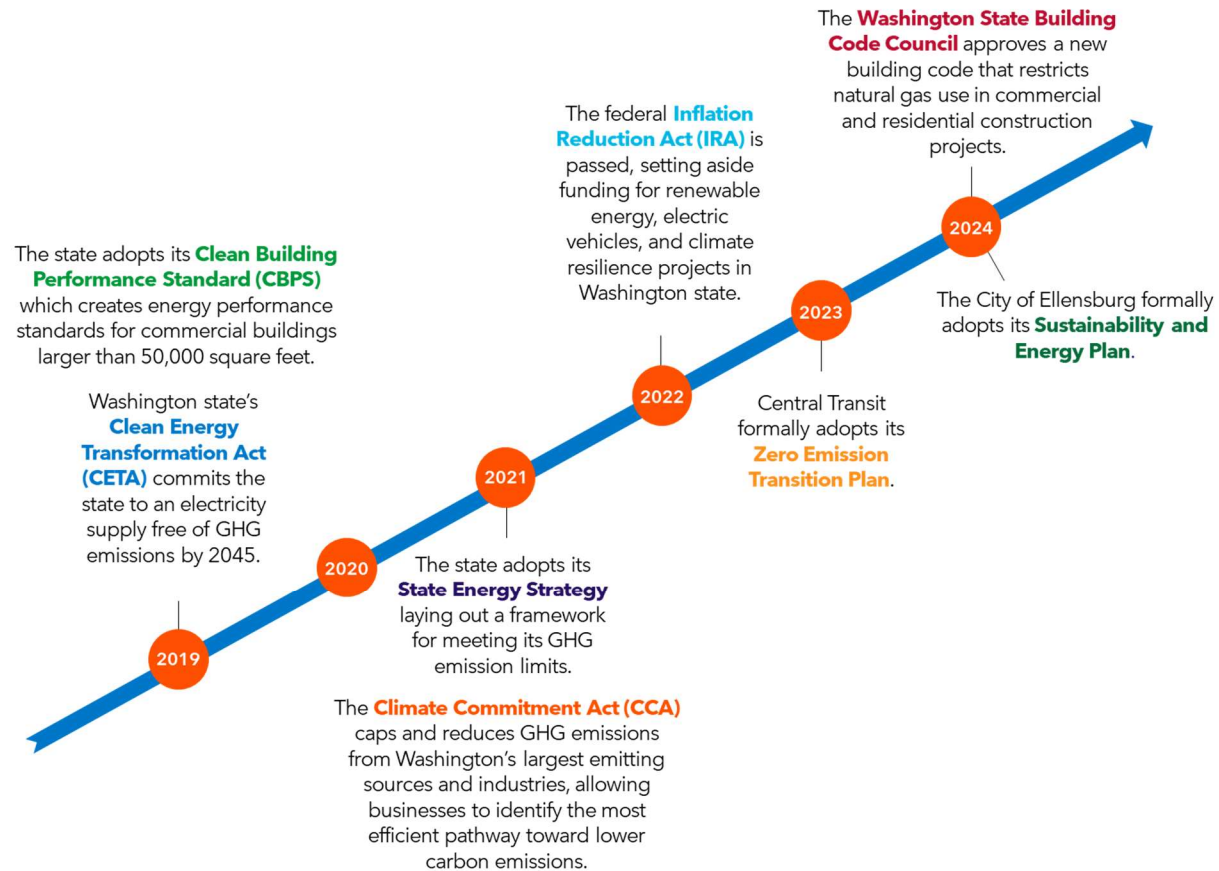 The state adopts its Clean Building
Performance Standard (CBPS)
which creates energy performance
standards for commercial buildings
larger than 50,000 square feet.
Washington state’s
Clean Energy
Transformation Act
(CETA) commits the
state to an electricity
supply free of GHG
emissions by 2045.
2019
2020
2021
The state adopts its
State Energy Strategy
laying out a framework
for meeting its GHG
emission limits.
The Climate Commitment Act (CCA)
caps and reduces GHG emissions
from Washington’s largest emitting
sources and industries, allowing
businesses to identify the most
efficient pathway toward lower
carbon emissions.
The federal Inflation
Reduction Act (IRA) is
passed, setting aside
funding for renewable
energy, electric
vehicles, and climate
resilience projects in
Washington state.
2022
2023
Central Transit
formally adopts its
Zero Emission
Transition Plan.
The Washington State Building
Code Council approves a new
building code that restricts
natural gas use in commercial
and residential construction
projects.
2024
The City of Ellensburg formally
adopts its Sustainability and
Energy Plan.